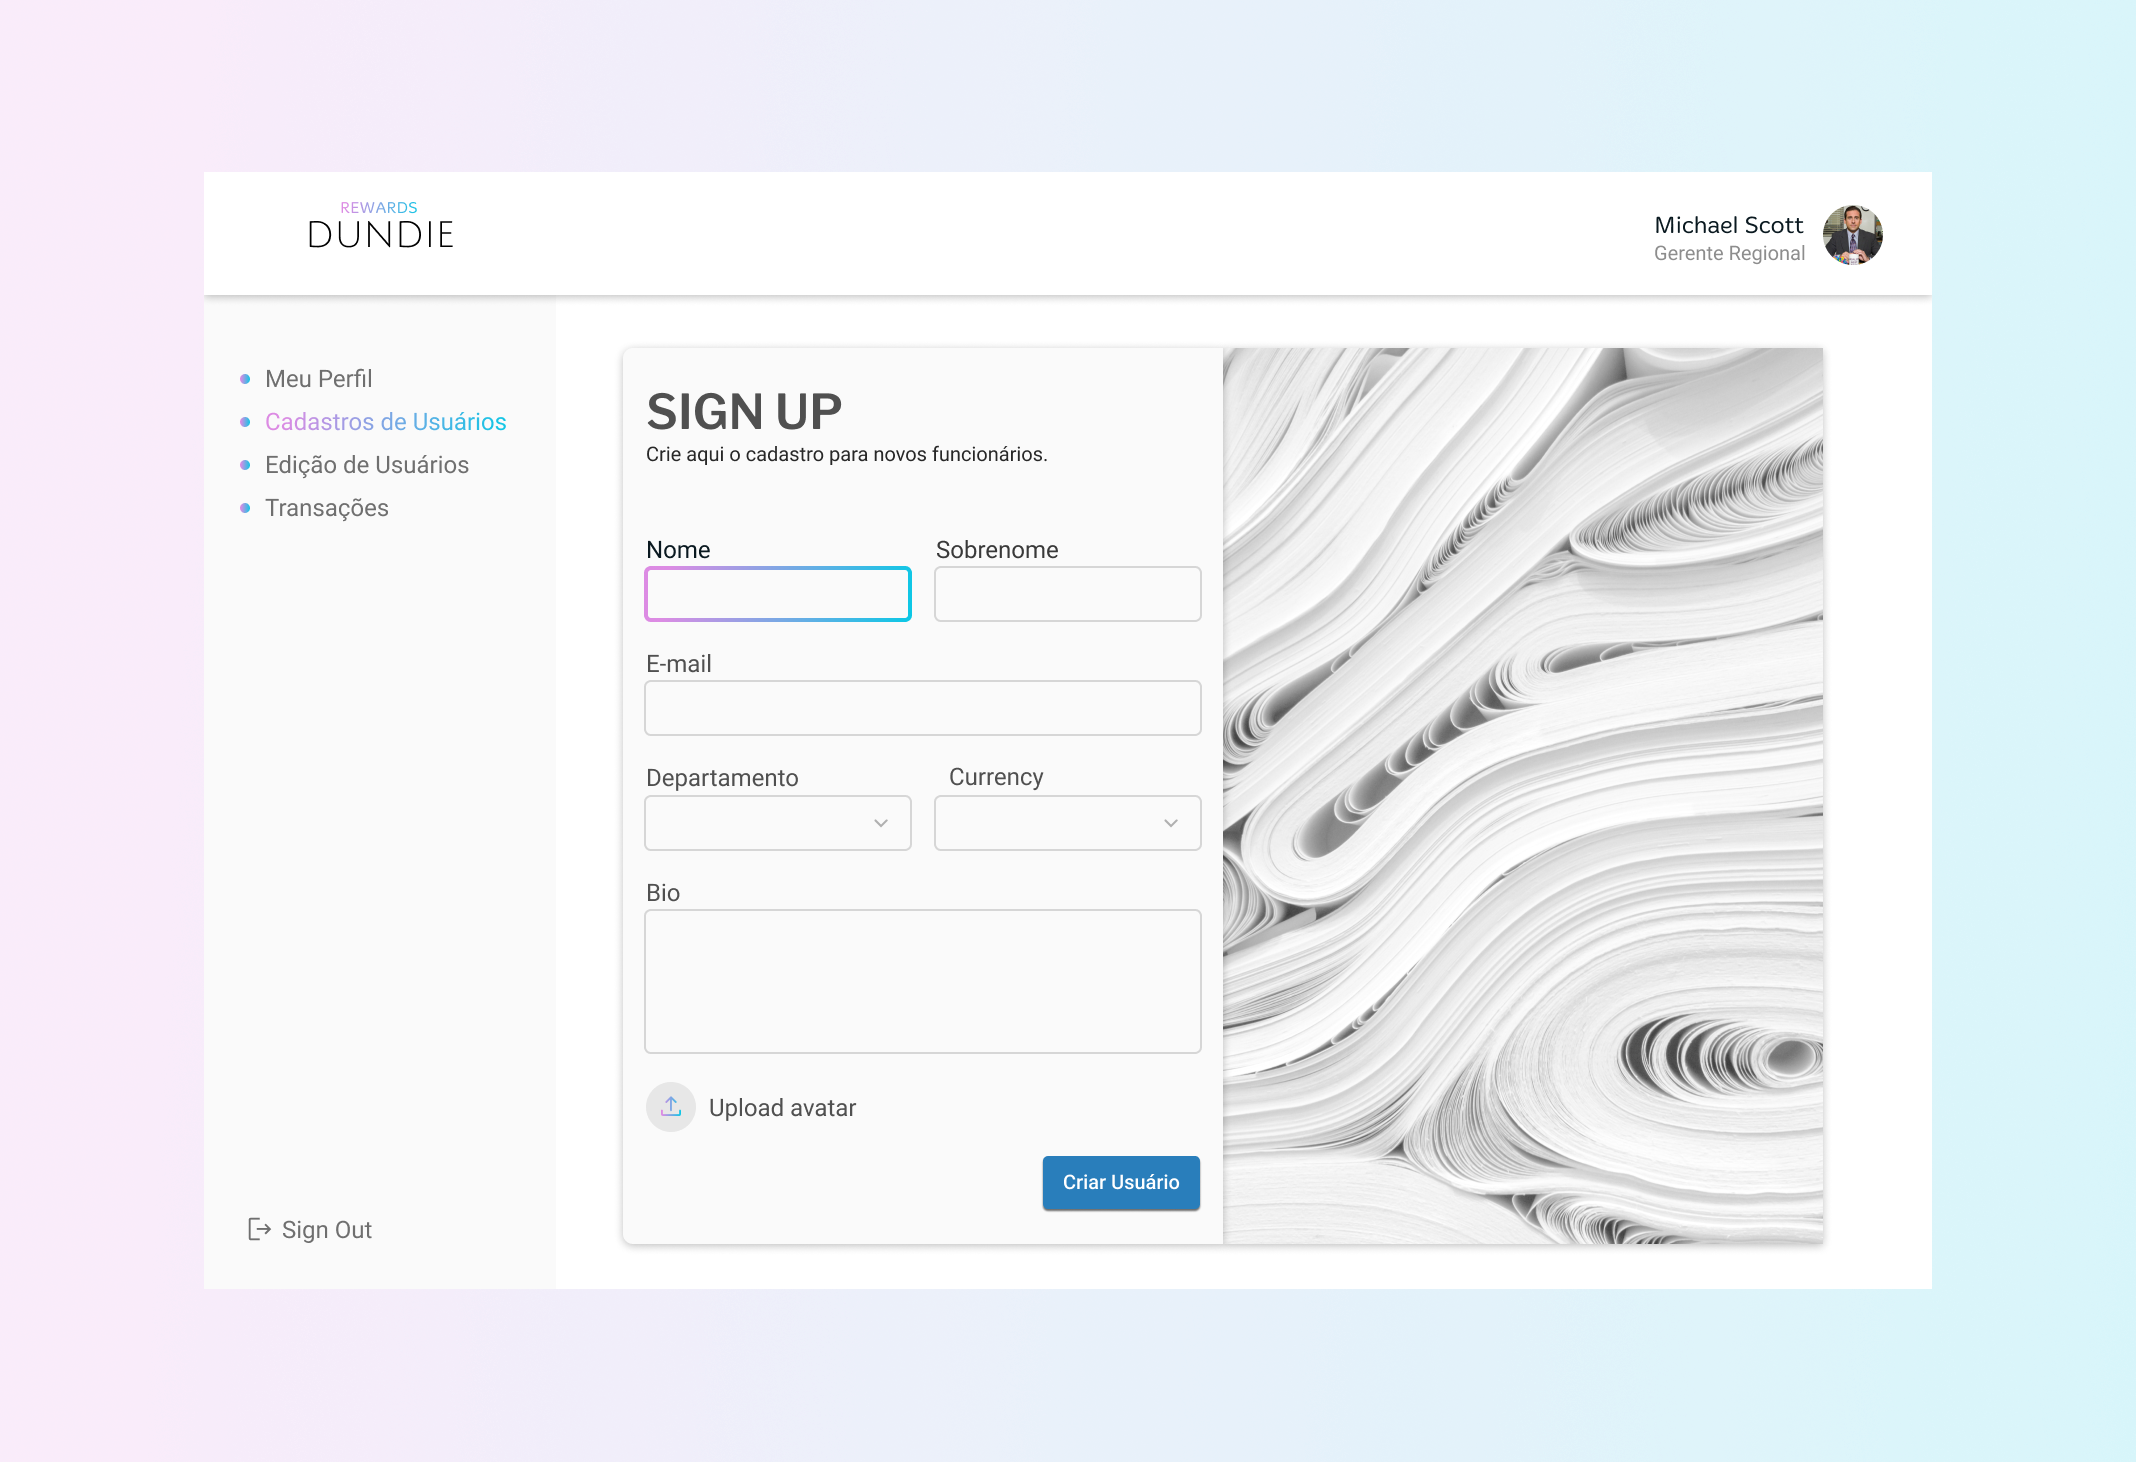 REWARDS
DUNDIE
Michael Scott
Gerente Regional
Meu Perfil
Cadastros de Usuários
Edição de Usuários
Transações
Sign Out
SIGN UP
Crie aqui o cadastro para novos funcionários.
Nome
Sobrenome
E-mail
Departamento
Currency
Bio
Upload avatar
Criar Usuário